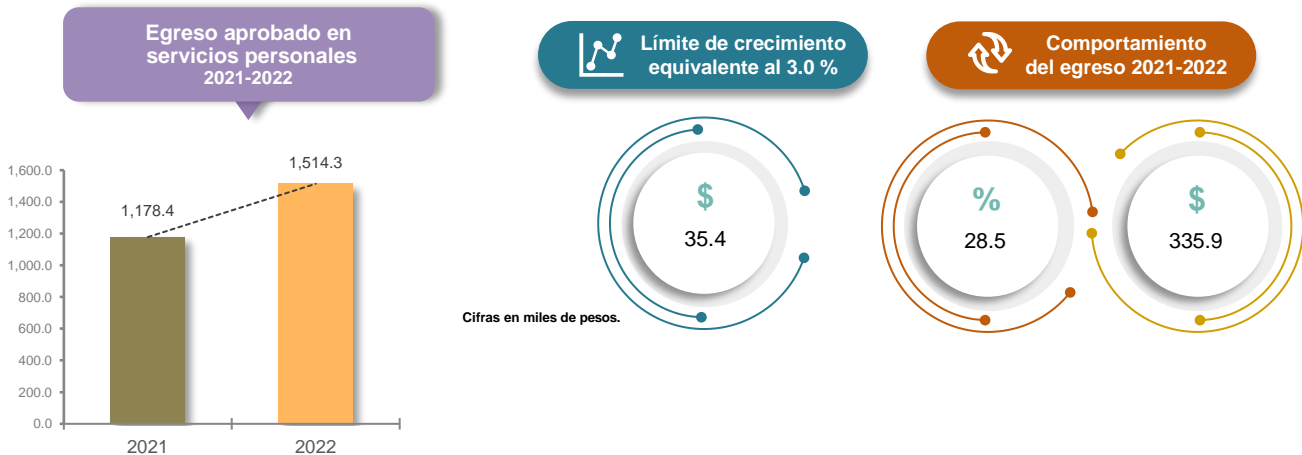 Egreso aprobado en
servicios personales
2021-2022
Límite de crecimiento
equivalente al 3.0 %
Comportamiento
del egreso 2021-2022
1,600.0
1,400.0
1,200.0
1,000.0
800.0
600.0
400.0
200.0
0.0
1,178.4
1,514.3
2021
2022
$
35.4
%
28.5
$
335.9
Cifras en miles de pesos.